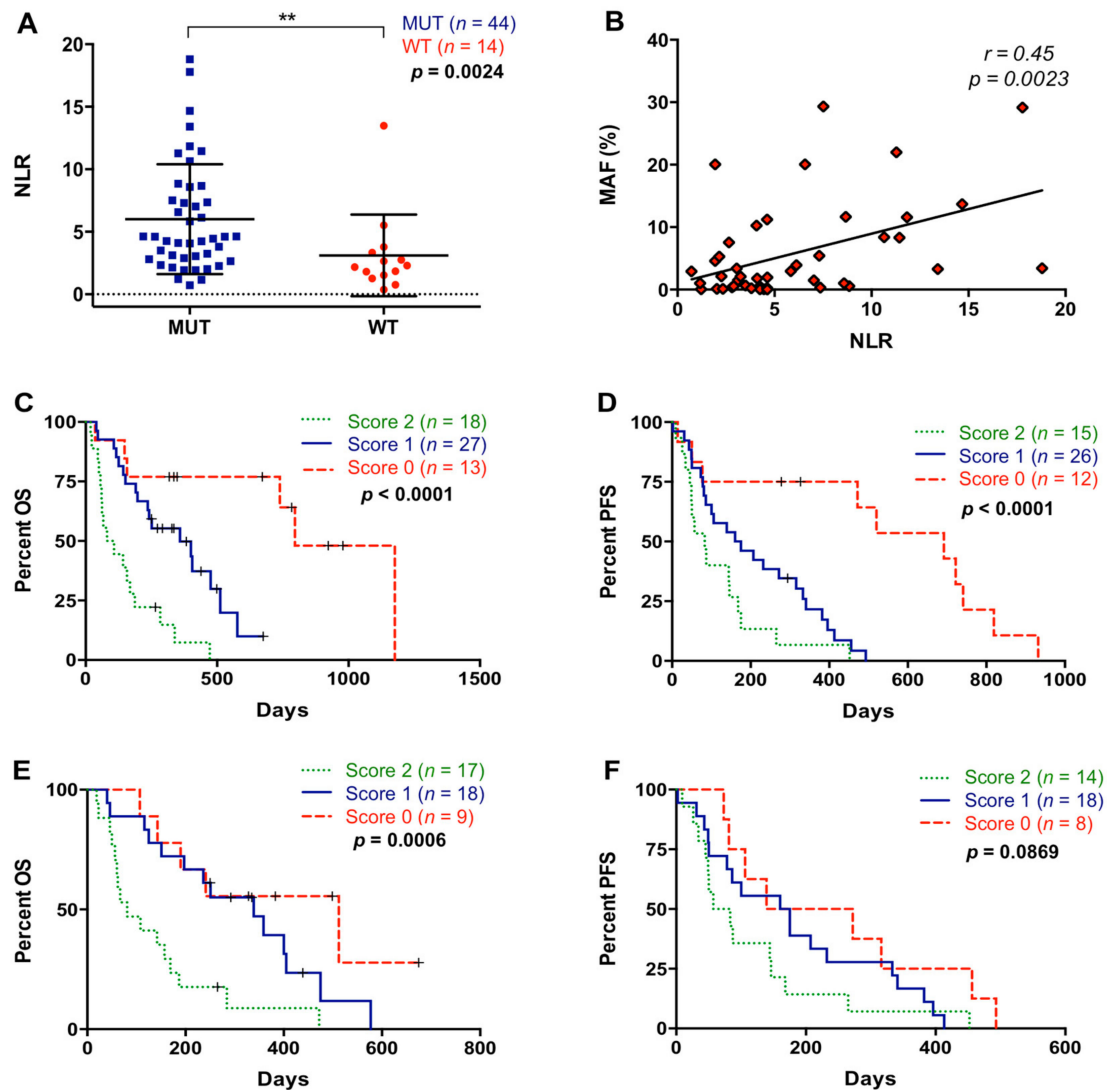 A
**
MUT (n = 44)
WT (n = 14)
p = 0.0024
NLR
20
15
10
5
0
MUT
WT
B
r = 0.45
p = 0.0023
MAF (%)
40
30
20
10
0
0
5
10
15
20
NLR
C
Score 2 (n = 18)
Score 1 (n = 27)
Score 0 (n = 13)
p < 0.0001
Percent OS
100
75
50
25
0
0
500
1000
1500
Days
D
Score 2 (n = 15)
Score 1 (n = 26)
Score 0 (n = 12)
p < 0.0001
Percent PFS
100
75
50
25
0
0
200
400
600
800
1000
Days
E
Score 2 (n = 17)
Score 1 (n = 18)
Score 0 (n = 9)
p = 0.0006
Percent OS
100
50
0
0
200
400
600
800
Days
F
Score 2 (n = 14)
Score 1 (n = 18)
Score 0 (n = 8)
p = 0.0869
Percent PFS
100
75
50
25
0
0
200
400
600
Days